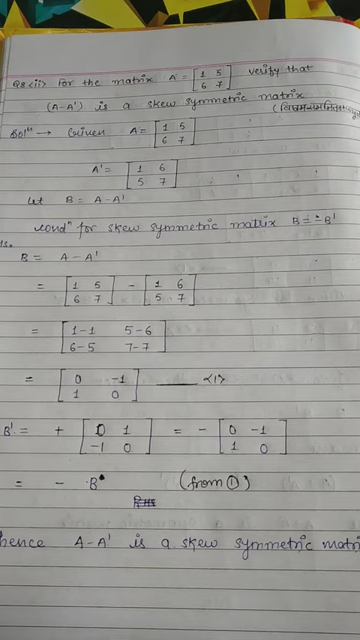 Q8<ii> For the matrix A = [1 5
6 7] verify that
(A-A') is a skew symmetric matrix
Solⁿ → Given A = [1 5
6 7]
A' = [1 6
5 7]
Let B = A - A'
condⁿ for skew symmetric matrix B = - B'
B = A - A'
= [1 5
6 7] - [1 6
5 7]
= [1-1 5-6
6-5 7-7]
= [0 -1
1 0] ——— <1>
B' = + [0 1
-1 0] = - [0 -1
1 0]
= - B (from ①)
hence A-A' is a skew symmetric matri